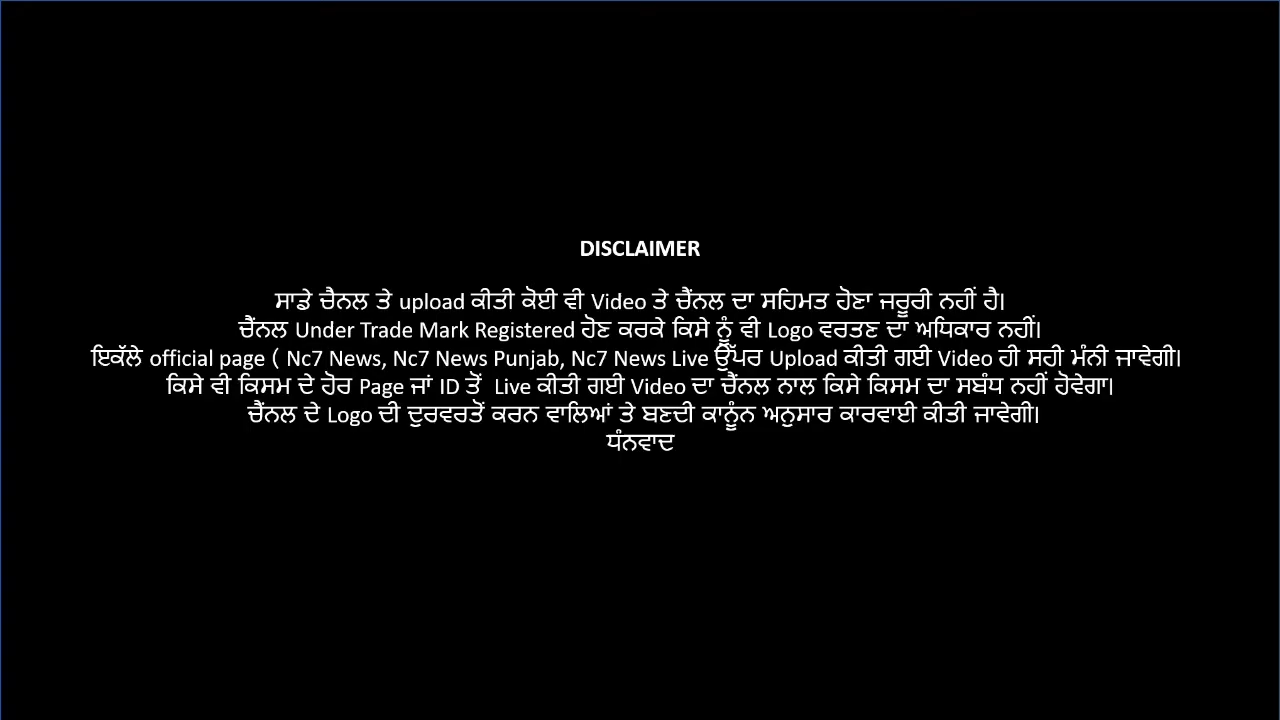 DISCLAIMER
ਸਾਡੇ ਚੈਨਲ ਤੇ upload ਕੀਤੀ ਕੋਈ ਵੀ Video ਤੇ ਚੈਂਨਲ ਦਾ ਸਹਿਮਤ ਹੋਣਾ ਜਰੂਰੀ ਨਹੀਂ ਹੈ।
ਚੈਂਨਲ Under Trade Mark Registered ਹੋਣ ਕਰਕੇ ਕਿਸੇ ਨੂੰ ਵੀ Logo ਵਰਤਣ ਦਾ ਅਧਿਕਾਰ ਨਹੀਂ।
ਇਕੱਲੇ official page ( Nc7 News, Nc7 News Punjab, Nc7 News Live ਉੱਪਰ Upload ਕੀਤੀ ਗਈ Video ਹੀ ਸਹੀ ਮੰਨੀ ਜਾਵੇਗੀ।
ਕਿਸੇ ਵੀ ਕਿਸਮ ਦੇ ਹੋਰ Page ਜਾਂ ID ਤੋਂ Live ਕੀਤੀ ਗਈ Video ਦਾ ਚੈਂਨਲ ਨਾਲ ਕਿਸੇ ਕਿਸਮ ਦਾ ਸਬੰਧ ਨਹੀਂ ਹੋਵੇਗਾ।
ਚੈਂਨਲ ਦੇ Logo ਦੀ ਦੁਰਵਰਤੋਂ ਕਰਨ ਵਾਲਿਆਂ ਤੇ ਬਣਦੀ ਕਾਨੂੰਨ ਅਨੁਸਾਰ ਕਾਰਵਾਈ ਕੀਤੀ ਜਾਵੇਗੀ।
ਧੰਨਵਾਦ